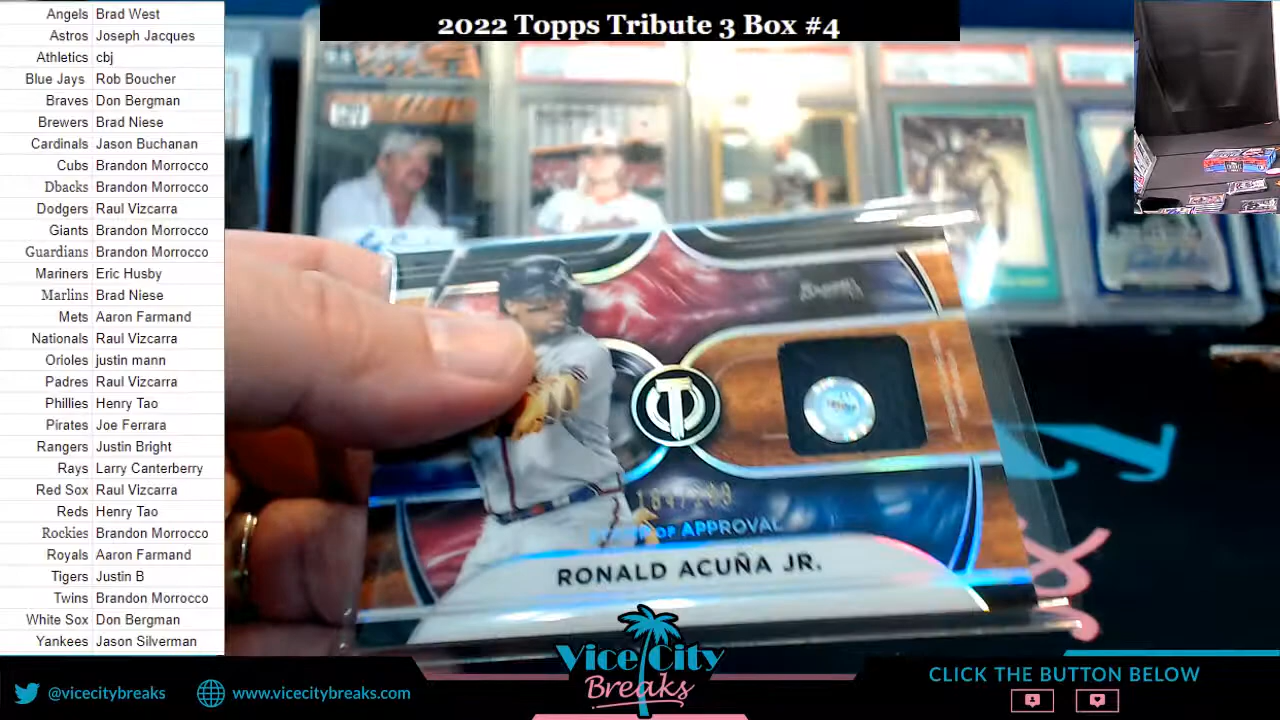 2022 Topps Tribute 3 Box #4
Angels Brad West
Astros Joseph Jacques
Athletics cbj
Blue Jays Rob Boucher
Braves Don Bergman
Brewers Brad Niese
Cardinals Jason Buchanan
Cubs Brandon Morrocco
Dbacks Brandon Morrocco
Dodgers Raul Vizcarra
Giants Brandon Morrocco
Guardians Brandon Morrocco
Mariners Eric Husby
Marlins Brad Niese
Mets Aaron Farmand
Nationals Raul Vizcarra
Orioles justin mann
Padres Raul Vizcarra
Phillies Henry Tao
Pirates Joe Ferrara
Rangers Justin Bright
Rays Larry Canterberry
Red Sox Raul Vizcarra
Reds Henry Tao
Rockies Brandon Morrocco
Royals Aaron Farmand
Tigers Justin B
Twins Brandon Morrocco
White Sox Don Bergman
Yankees Jason Silverman
Braves
T
OF APPROVAL
RONALD ACUÑA JR.
Vice City
Breaks
@vicecitybreaks
www.vicecitybreaks.com
CLICK THE BUTTON BELOW